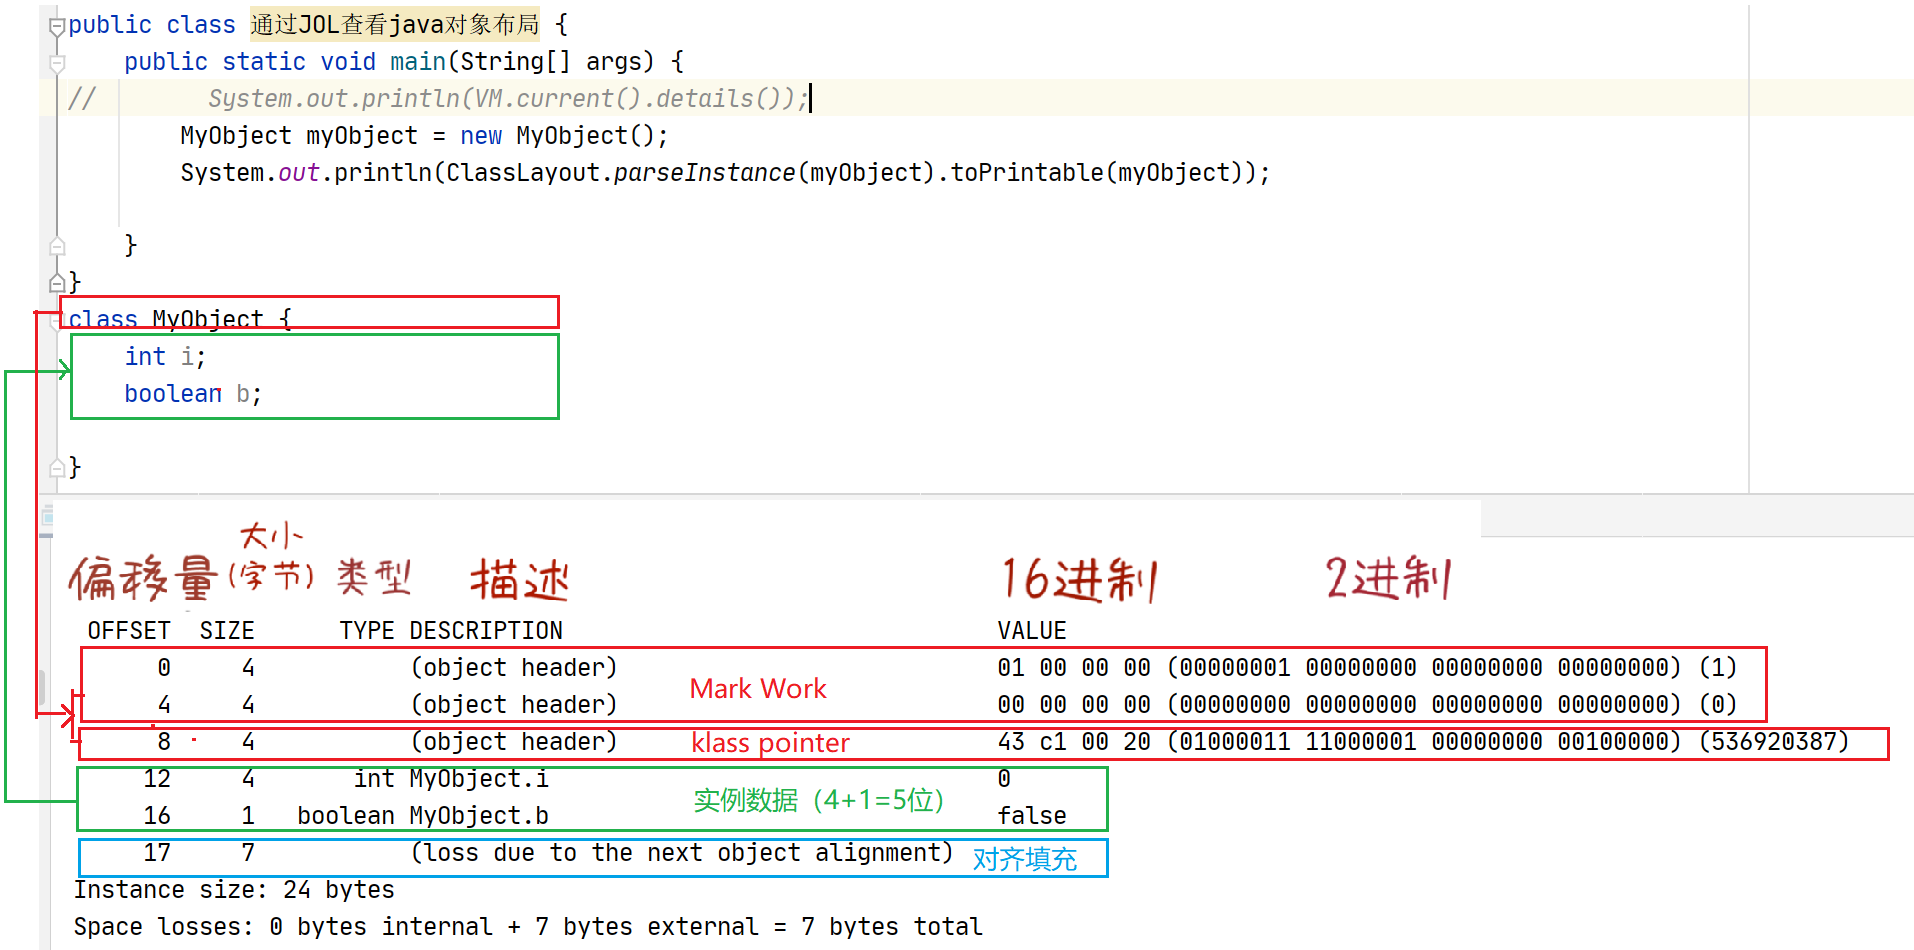 public class 通过JOL查看java对象布局 {
public static void main(String[] args) {
// System.out.println(VM.current().details());
MyObject myObject = new MyObject();
System.out.println(ClassLayout.parseInstance(myObject).toPrintable(myObject));
}
}
class MyObject {
int i;
boolean b;
}
偏移量 大小(字节) 类型 描述 16进制 2进制
OFFSET SIZE TYPE DESCRIPTION VALUE
0 4 (object header) 01 00 00 00 (00000001 00000000 00000000 00000000) (1)
Mark Work
4 4 (object header) 00 00 00 00 (00000000 00000000 00000000 00000000) (0)
8 4 (object header) klass pointer 43 c1 00 20 (01000011 11000001 00000000 00100000) (536920387)
12 4 int MyObject.i 0
实例数据（4+1=5位）
16 1 boolean MyObject.b false
17 7 (loss due to the next object alignment) 对齐填充
Instance size: 24 bytes
Space losses: 0 bytes internal + 7 bytes external = 7 bytes total